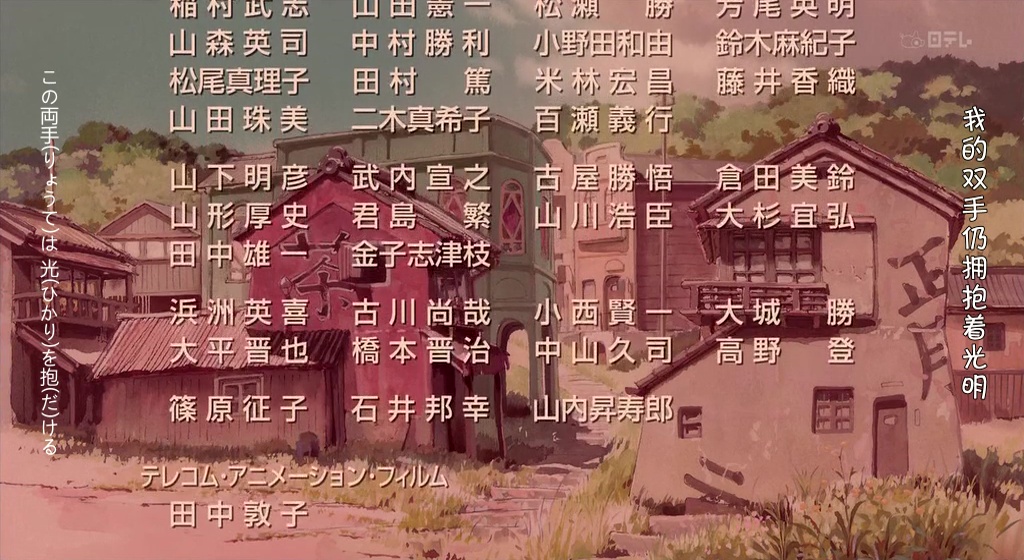 稲村武志 山田憲一 松瀬 勝 芳尾英明
山森英司 中村勝利 小野田和由 鈴木麻紀子
松尾真理子 田村 篤 米林宏昌 藤井香織
山田珠美 二木真希子 百瀬義行
山下明彦 武内宣之 古屋勝悟 倉田美鈴
山形厚史 君島 繁 山川浩臣 大杉宜弘
田中雄一 金子志津枝
浜洲英喜 古川尚哉 小西賢一 大城 勝
大平晋也 橋本晋治 中山久司 高野 登
篠原征子 石井邦幸 山内昇寿郎
テレコム・アニメーション・フィルム
田中敦子
この両手(りょうて)は 光(ひかり)を抱(だ)ける
我的双手仍拥抱着光明
日テレ
茶
正月